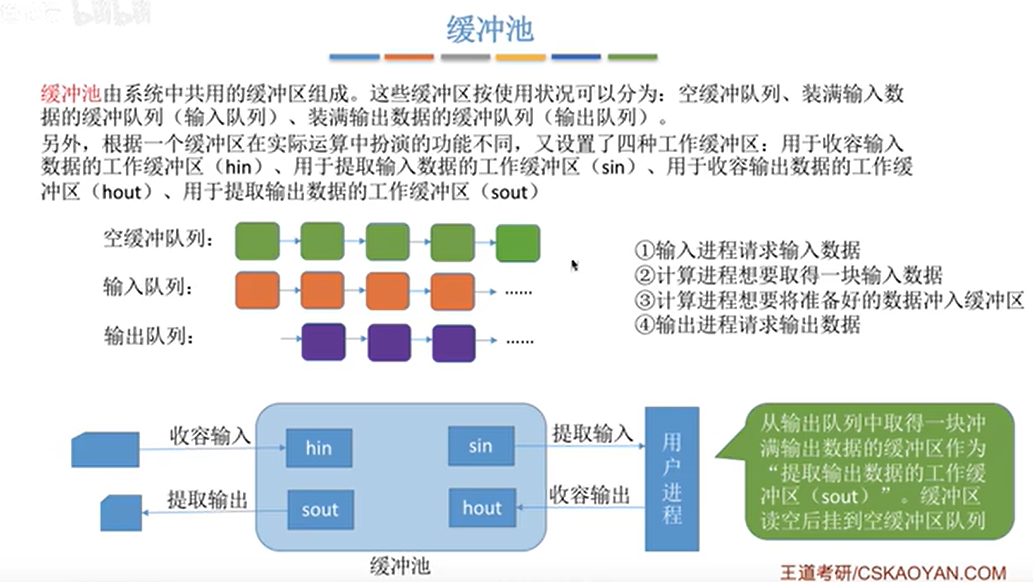 bilibili
缓冲池
缓冲池由系统中共用的缓冲区组成。这些缓冲区按使用状况可以分为：空缓冲队列、装满输入数
据的缓冲队列（输入队列）、装满输出数据的缓冲队列（输出队列）。
另外，根据一个缓冲区在实际运算中扮演的功能不同，又设置了四种工作缓冲区：用于收容输入
数据的工作缓冲区（hin）、用于提取输入数据的工作缓冲区（sin）、用于收容输出数据的工作缓
冲区（hout）、用于提取输出数据的工作缓冲区（sout）
空缓冲队列：
输入队列：
......
输出队列：
......
①输入进程请求输入数据
②计算进程想要取得一块输入数据
③计算进程想要将准备好的数据冲入缓冲区
④输出进程请求输出数据
收容输入
hin
sin
提取输入
提取输出
sout
hout
收容输出
用户进程
缓冲池
从输出队列中取得一块冲
满输出数据的缓冲区作为
“提取输出数据的工作缓
冲区（sout）”。缓冲区
读空后挂到空缓冲区队列
王道考研/CSKAOYAN.COM